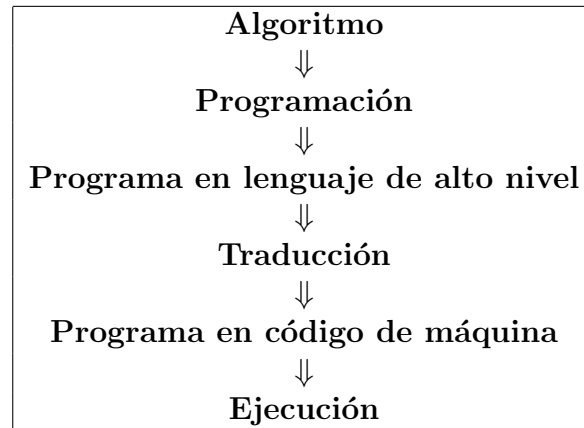 Algoritmo
⇓
Programación
⇓
Programa en lenguaje de alto nivel
⇓
Traducción
⇓
Programa en código de máquina
⇓
Ejecución